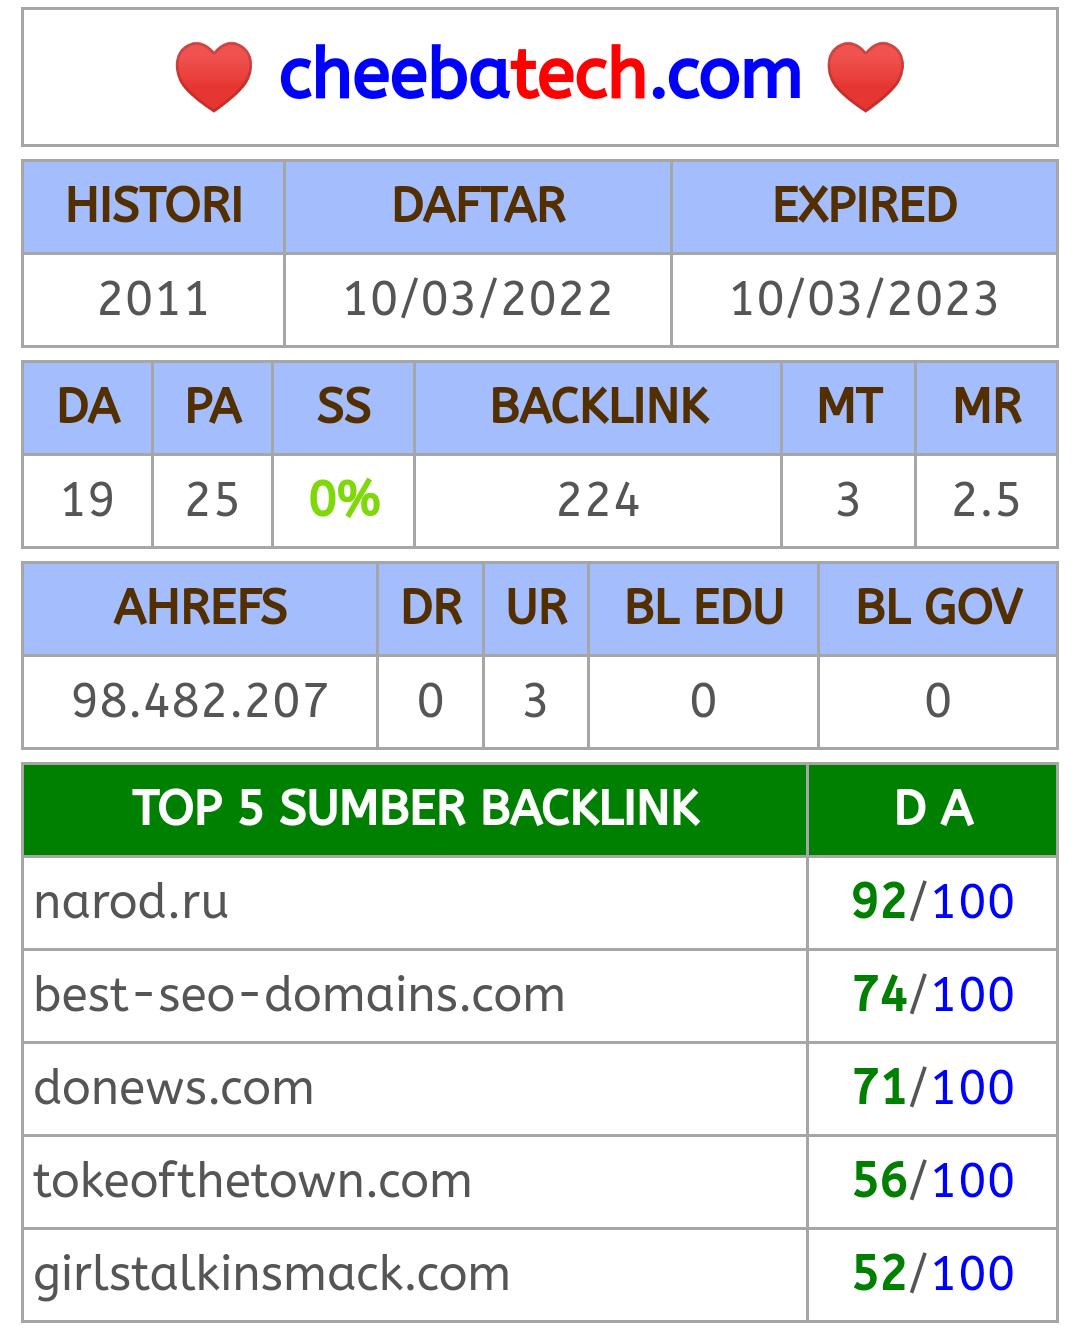 cheebatech.com
HISTORI DAFTAR EXPIRED
2011 10/03/2022 10/03/2023
DA PA SS BACKLINK MT MR
19 25 0% 224 3 2.5
AHREFS DR UR BL EDU BL GOV
98.482.207 0 3 0 0
TOP 5 SUMBER BACKLINK D A
narod.ru 92/100
best-seo-domains.com 74/100
donews.com 71/100
tokeofthetown.com 56/100
girlstalkinsmack.com 52/100